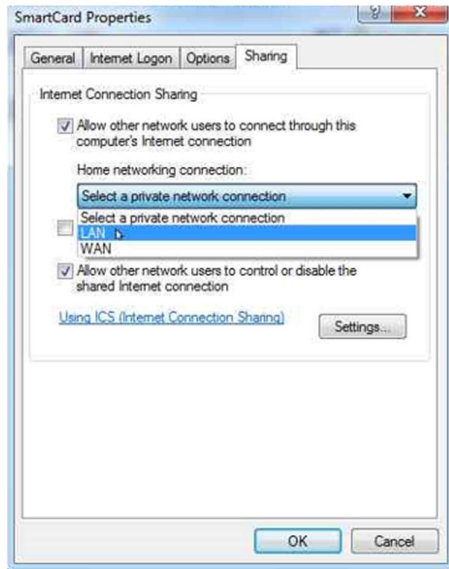 SmartCard Properties
General Internet Logon Options Sharing
Internet Connection Sharing
Allow other network users to connect through this
computer's Internet connection
Home networking connection:
Select a private network connection
Select a private network connection
LAN
WAN
Allow other network users to control or disable the
shared Internet connection
Using ICS (Internet Connection Sharing)
Settings...
OK Cancel